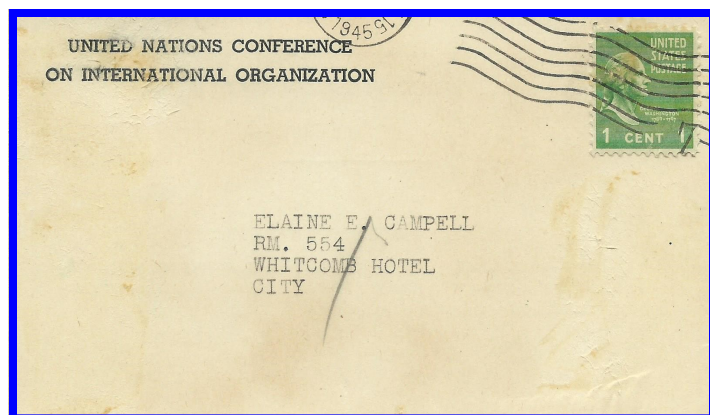 1945
UNITED NATIONS CONFERENCE
ON INTERNATIONAL ORGANIZATION
UNITED
STATES
POSTAGE
WASHINGTON
1 CENT 1
ELAINE E. CAMPELL
RM. 554
WHITCOMB HOTEL
CITY